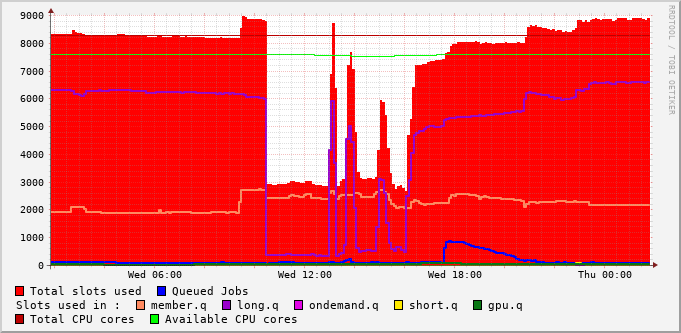 9000
8000
7000
6000
5000
4000
3000
2000
1000
0
Wed 06:00 Wed 12:00 Wed 18:00 Thu 00:00
RRDTOOL / TOBI OETIKER
Total slots used Queued Jobs
Slots used in : member.q long.q ondemand.q short.q gpu.q
Total CPU cores Available CPU cores